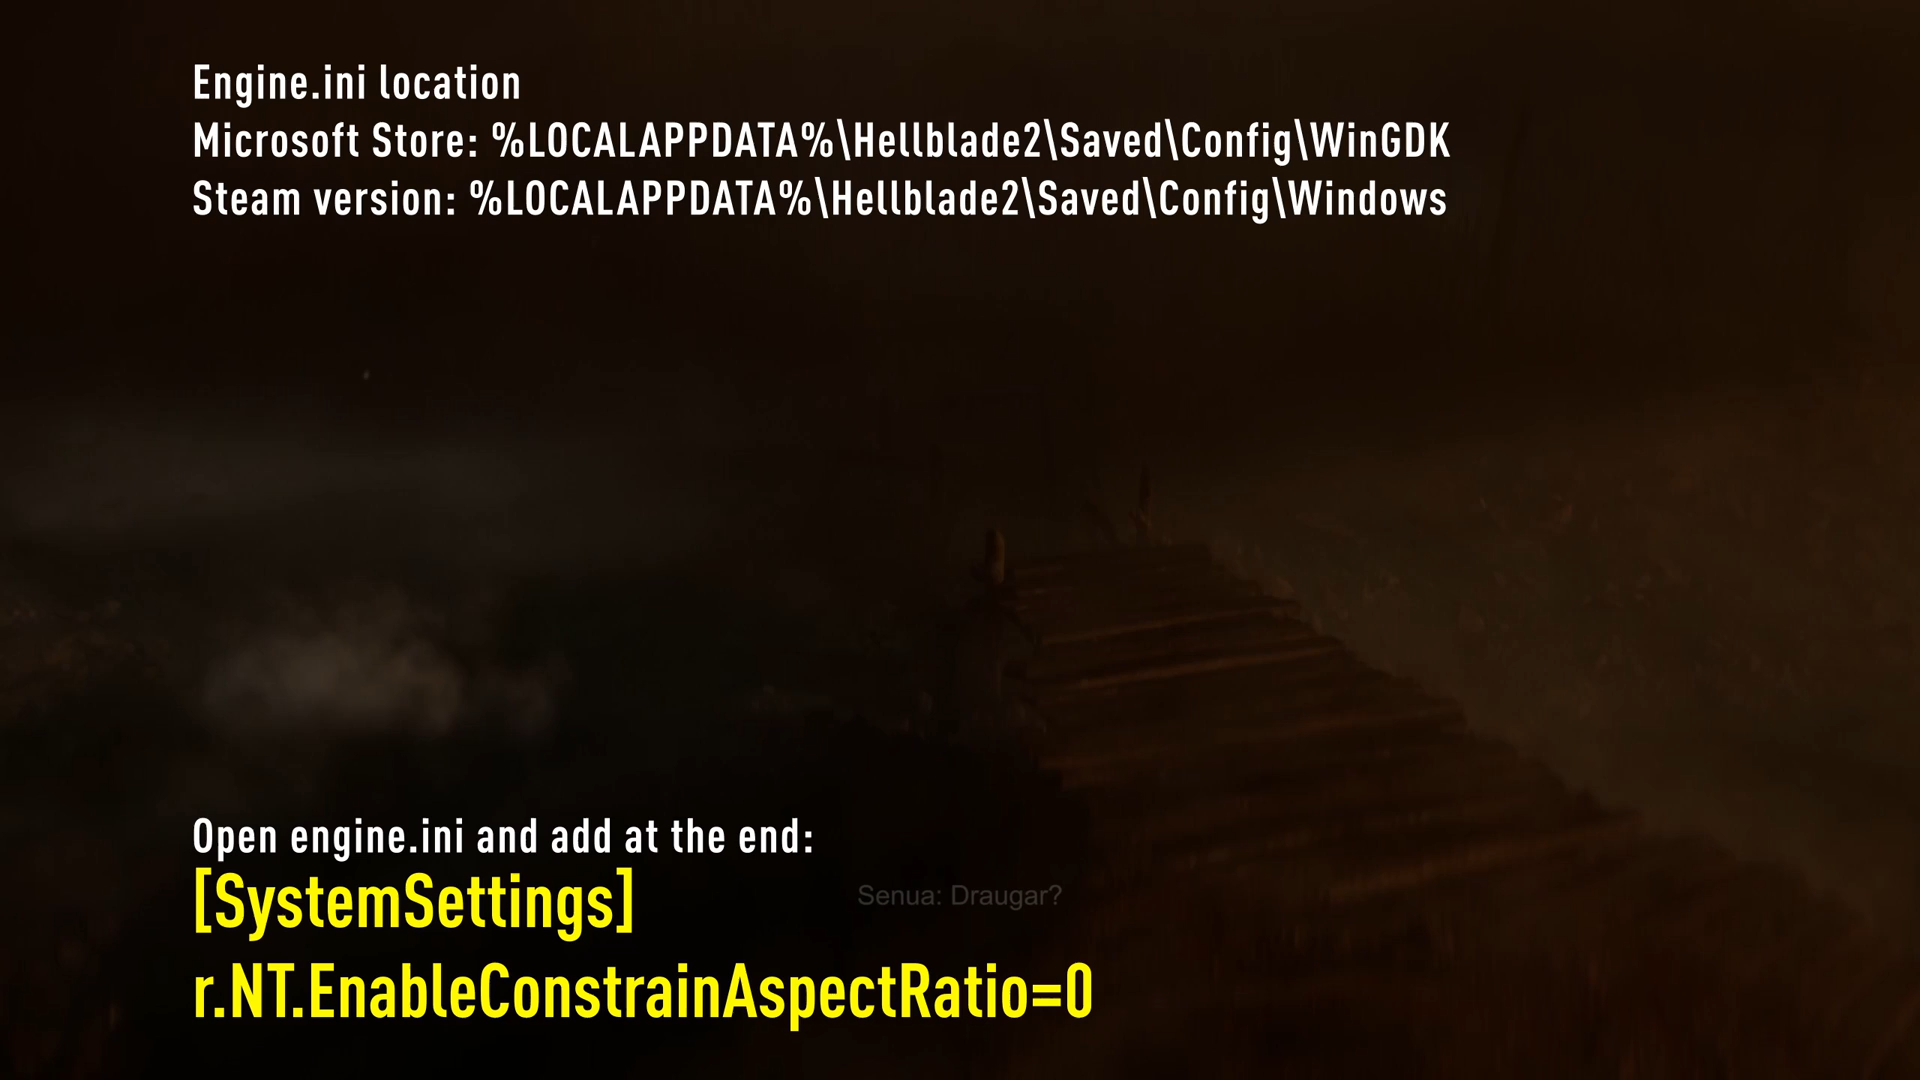 Engine.ini location
Microsoft Store: %LOCALAPPDATA%\Hellblade2\Saved\Config\WinGDK
Steam version: %LOCALAPPDATA%\Hellblade2\Saved\Config\Windows
Open engine.ini and add at the end:
[SystemSettings]
Senua: Draugar?
r.NT.EnableConstrainAspectRatio=0